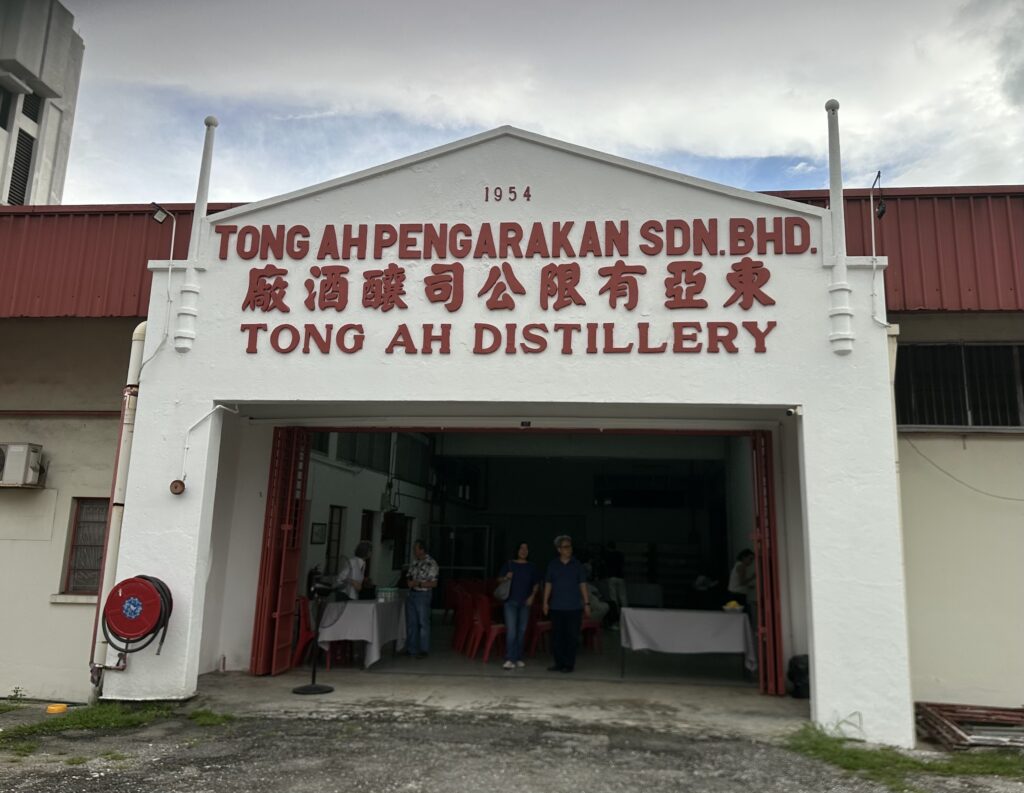 1954
TONG AH PENGARAKAN SDN. BHD.
東亞有限公司釀酒廠
TONG AH DISTILLERY